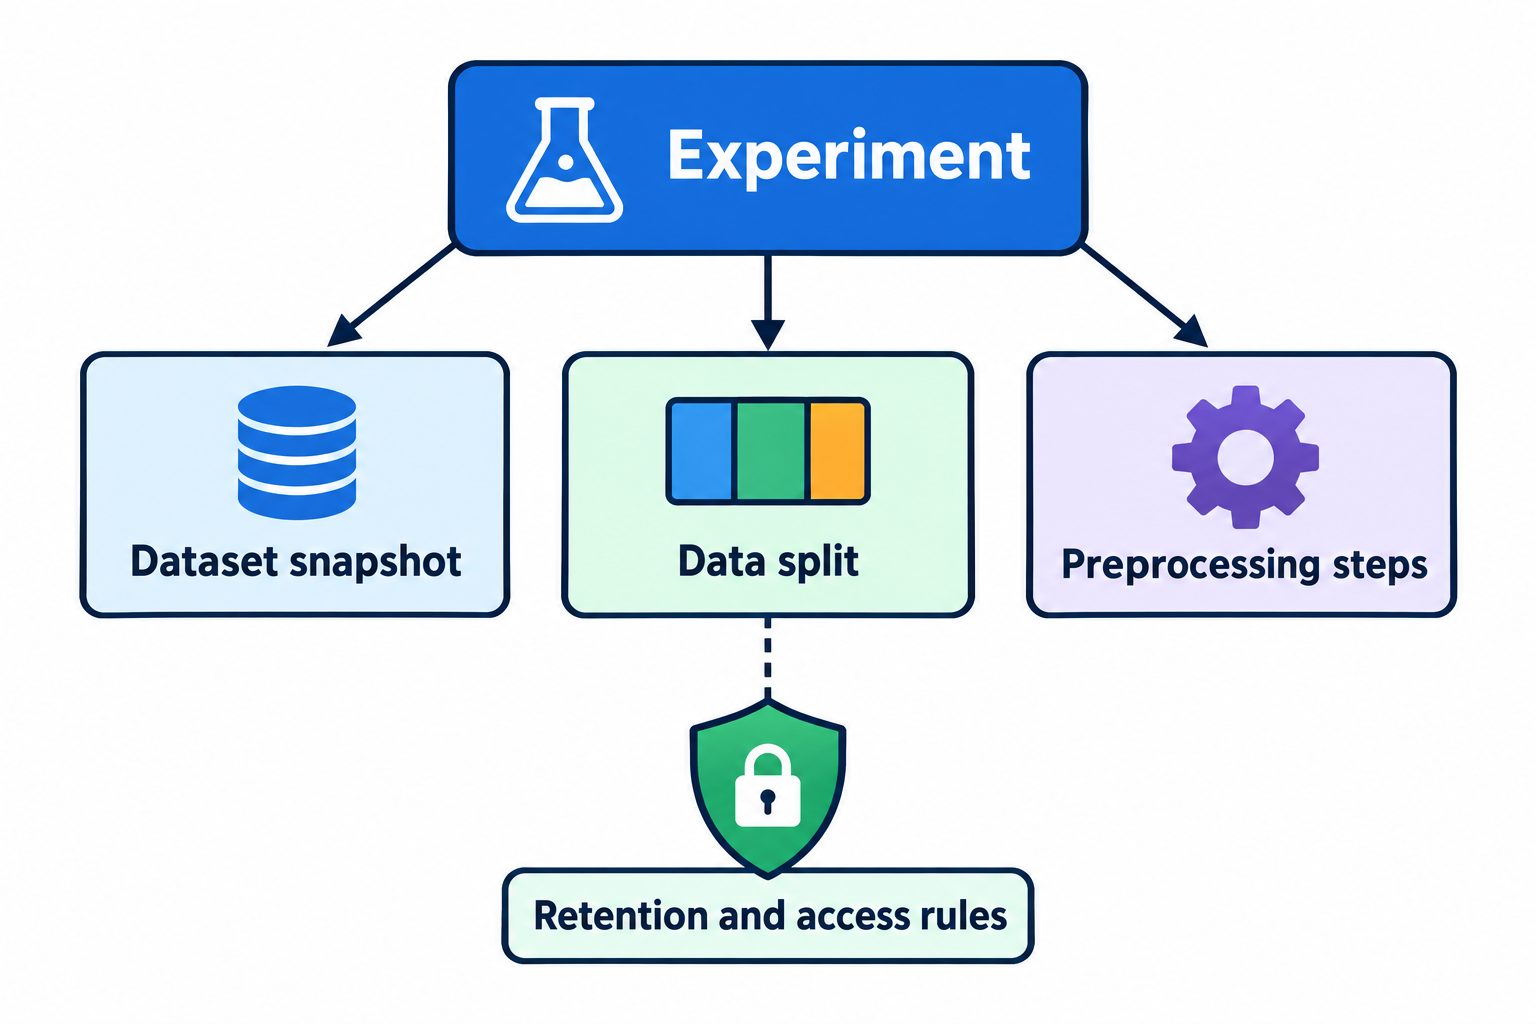 Experiment
Dataset snapshot
Data split
Preprocessing steps
Retention and access rules